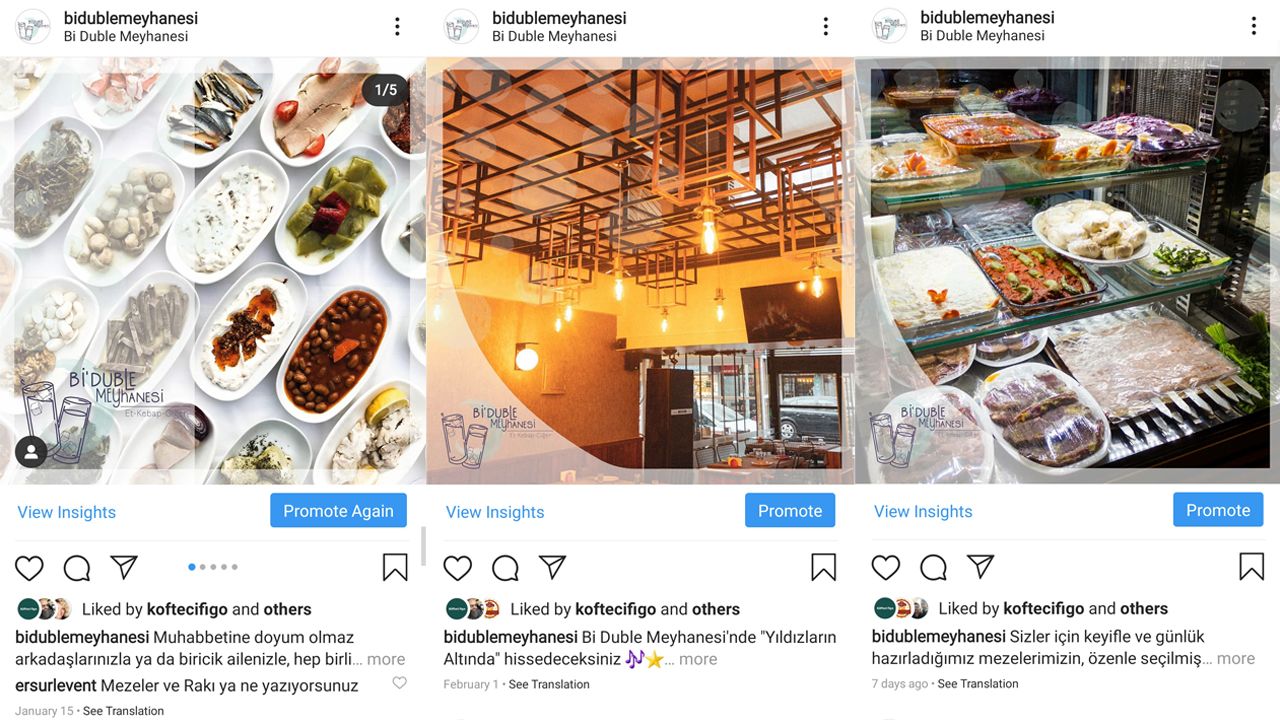 bidublemeyhanesi
Bi Duble Meyhanesi
1/5
Bi'DUBLE
MEYHANESI
Et-Kebap-Ciğer
View Insights
Promote Again
Liked by koftecifigo and others
bidublemeyhanesi Muhabbetine doyum olmaz
arkadaşlarınızla ya da biricik ailenizle, hep birli... more
ersurlevent Mezeler ve Rakı ya ne yazıyorsunuz
January 15 • See Translation
bidublemeyhanesi
Bi Duble Meyhanesi
Bi'DUBLE
MEYHANESI
Et-Kebap-Ciğer
View Insights
Promote
Liked by koftecifigo and others
bidublemeyhanesi Bi Duble Meyhanesi'nde "Yıldızların
Altında" hissedeceksiniz 🎶⭐... more
February 1 • See Translation
bidublemeyhanesi
Bi Duble Meyhanesi
Bi'DUBLE
MEYHANESI
Et-Kebap-Ciğer
View Insights
Promote
Liked by koftecifigo and others
bidublemeyhanesi Sizler için keyifle ve günlük
hazırladığımız mezelerimizin, özenle seçilmiş... more
7 days ago • See Translation